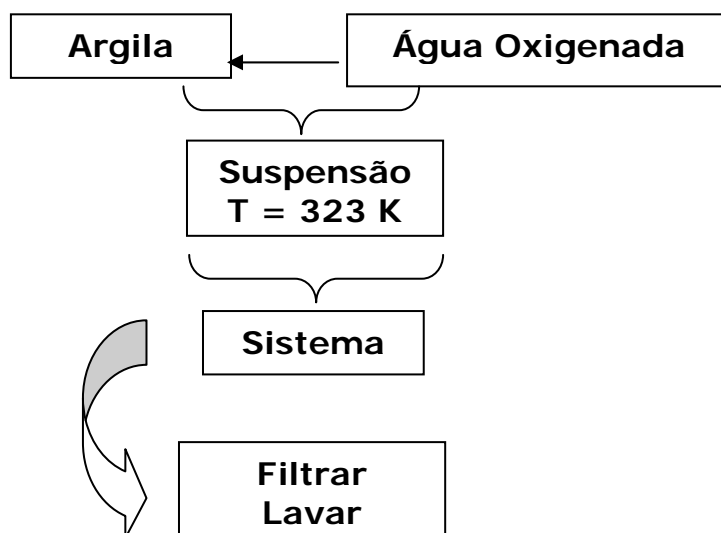 Argila
Água Oxigenada
Suspensão
T = 323 K
Sistema
Filtrar
Lavar